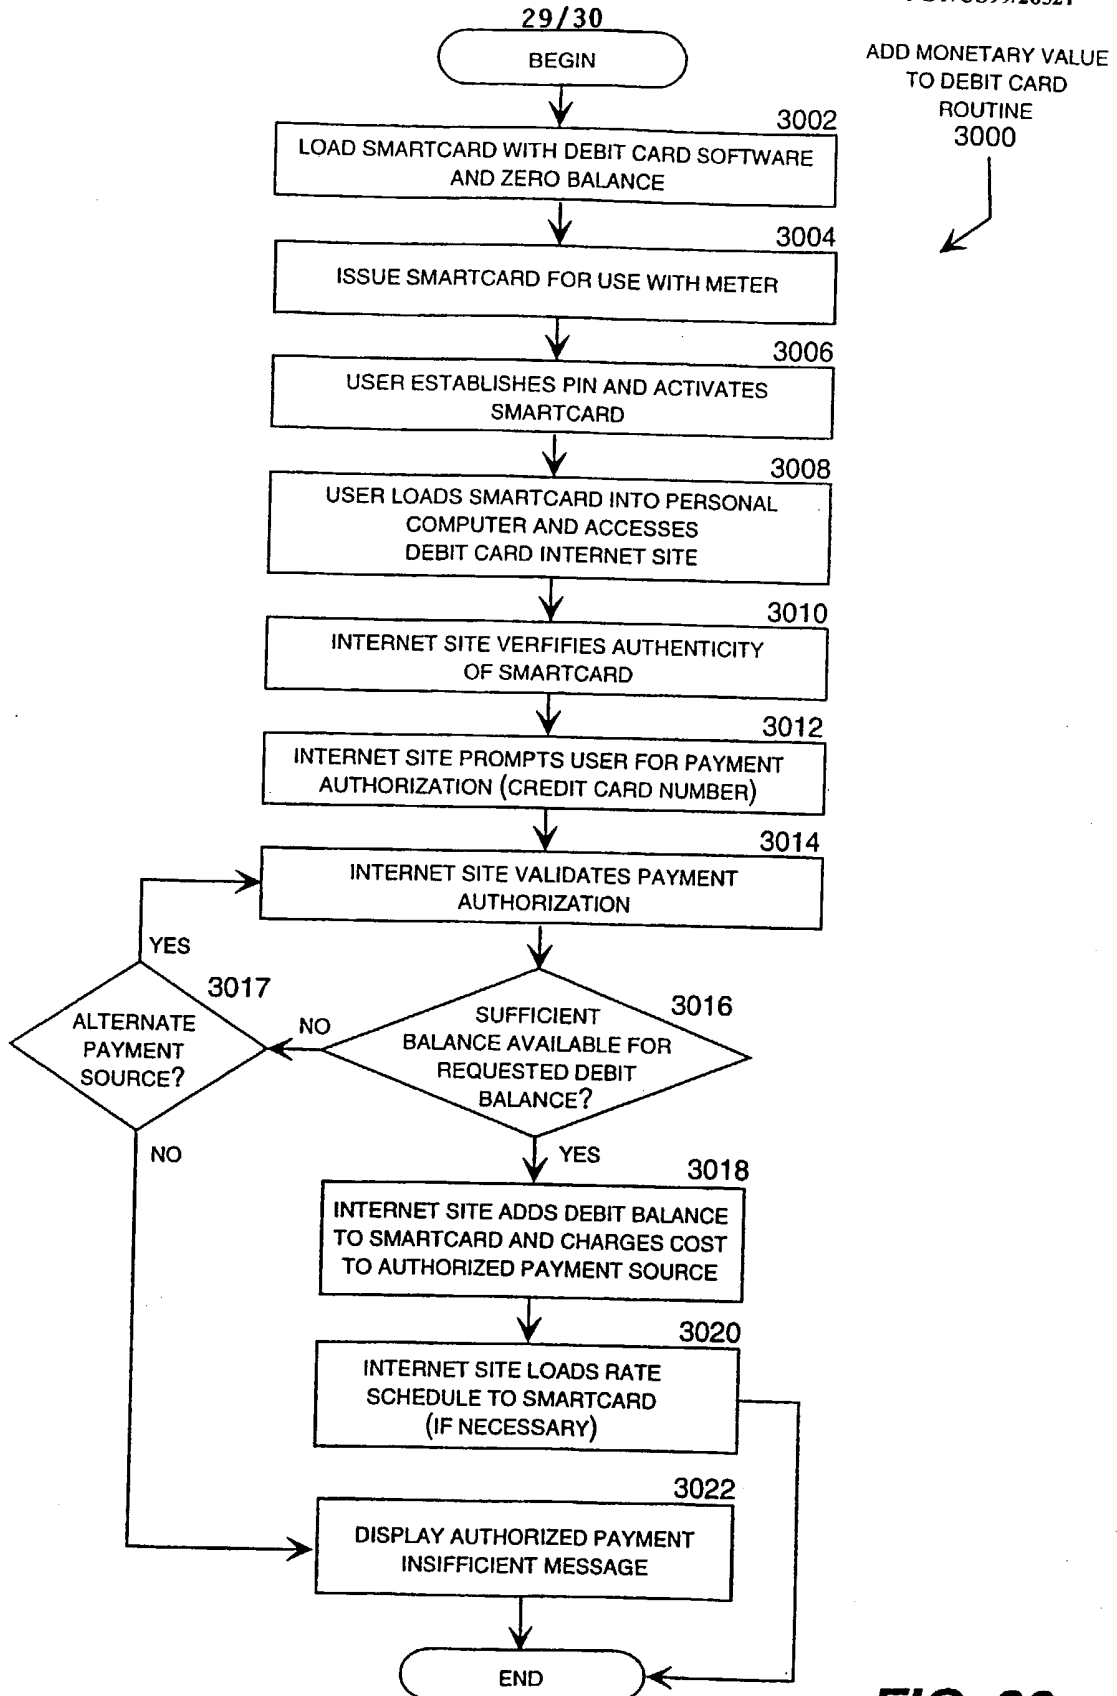 29/30
BEGIN
ADD MONETARY VALUE
TO DEBIT CARD
ROUTINE
3000
3002
LOAD SMARTCARD WITH DEBIT CARD SOFTWARE
AND ZERO BALANCE
3004
ISSUE SMARTCARD FOR USE WITH METER
3006
USER ESTABLISHES PIN AND ACTIVATES
SMARTCARD
3008
USER LOADS SMARTCARD INTO PERSONAL
COMPUTER AND ACCESSES
DEBIT CARD INTERNET SITE
3010
INTERNET SITE VERFIFIES AUTHENTICITY
OF SMARTCARD
3012
INTERNET SITE PROMPTS USER FOR PAYMENT
AUTHORIZATION (CREDIT CARD NUMBER)
3014
INTERNET SITE VALIDATES PAYMENT
AUTHORIZATION
YES
3017
ALTERNATE
PAYMENT
SOURCE?
NO
3016
SUFFICIENT
BALANCE AVAILABLE FOR
REQUESTED DEBIT
BALANCE?
NO
YES
3018
INTERNET SITE ADDS DEBIT BALANCE
TO SMARTCARD AND CHARGES COST
TO AUTHORIZED PAYMENT SOURCE
3020
INTERNET SITE LOADS RATE
SCHEDULE TO SMARTCARD
(IF NECESSARY)
3022
DISPLAY AUTHORIZED PAYMENT
INSIFFICIENT MESSAGE
END